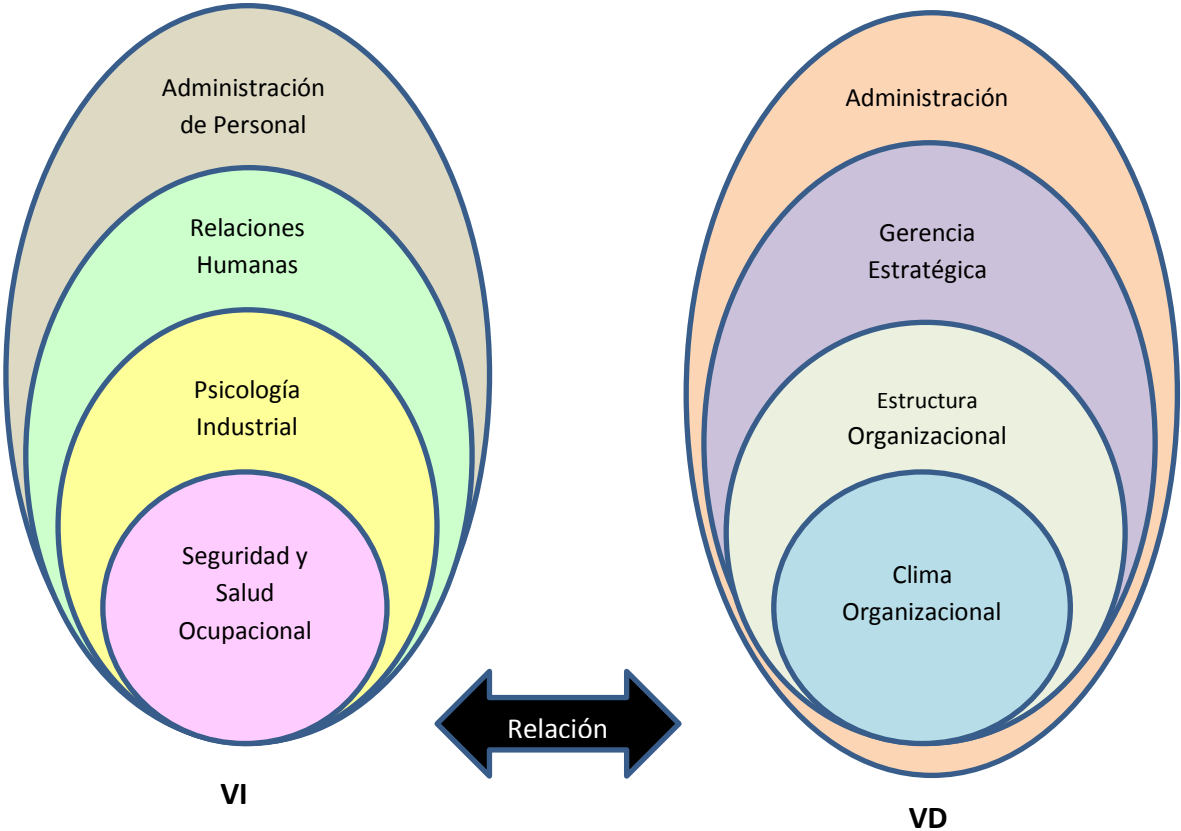 Administración
de Personal
Relaciones
Humanas
Psicología
Industrial
Seguridad y
Salud
Ocupacional
VI
Relación
Administración
Gerencia
Estratégica
Estructura
Organizacional
Clima
Organizacional
VD